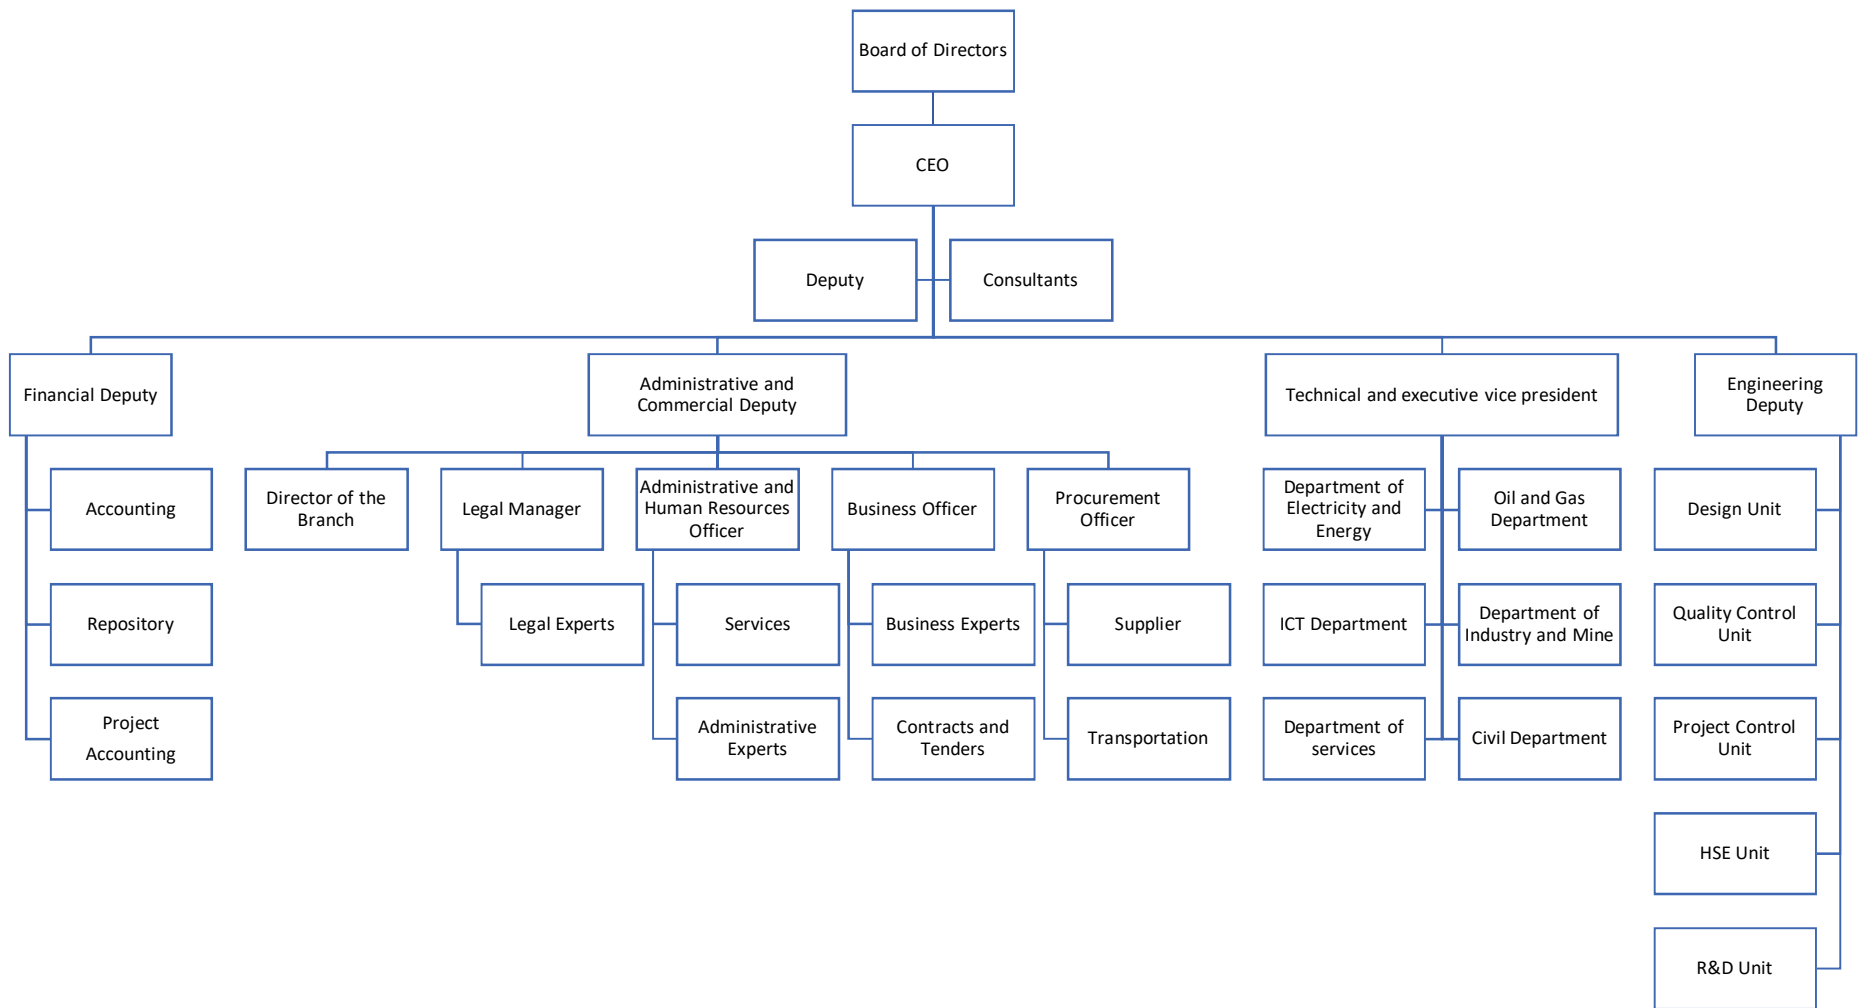 Board of Directors
CEO
Deputy
Consultants
Financial Deputy
Administrative and
Commercial Deputy
Technical and executive vice president
Engineering
Deputy
Accounting
Director of the
Branch
Legal Manager
Administrative and
Human Resources
Officer
Business Officer
Procurement
Officer
Department of
Electricity and
Energy
Oil and Gas
Department
Design Unit
Repository
Legal Experts
Services
Business Experts
Supplier
ICT Department
Department of
Industry and Mine
Quality Control
Unit
Project
Accounting
Administrative
Experts
Contracts and
Tenders
Transportation
Department of
services
Civil Department
Project Control
Unit
HSE Unit
R&D Unit